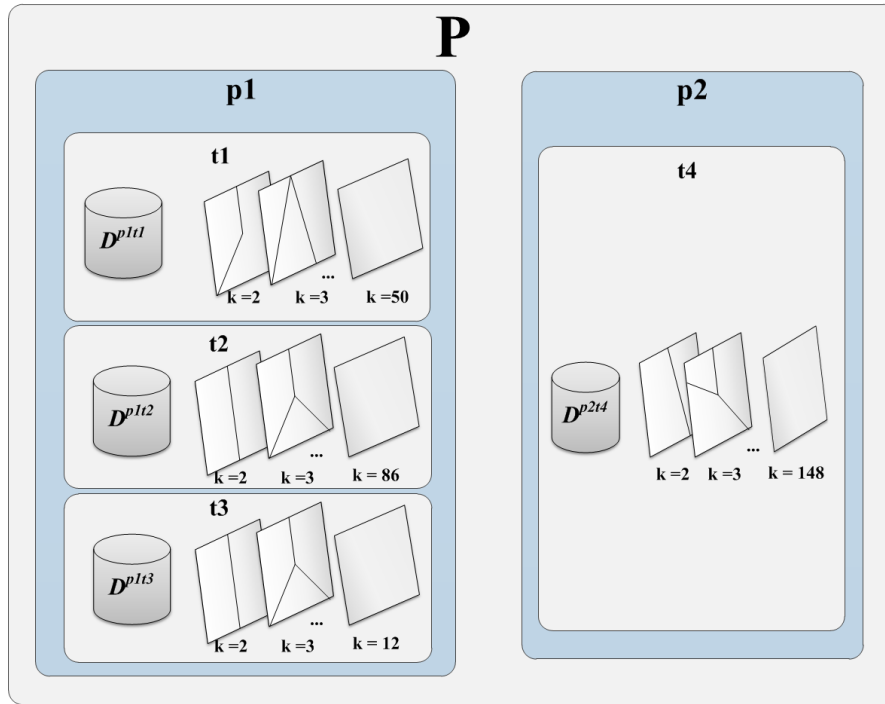 P
p1
t1
D^p1t1
k =2 k =3 ... k =50
t2
D^p1t2
k =2 k =3 ... k = 86
t3
D^p1t3
k =2 k =3 ... k = 12
p2
t4
D^p2t4
k =2 k =3 ... k = 148